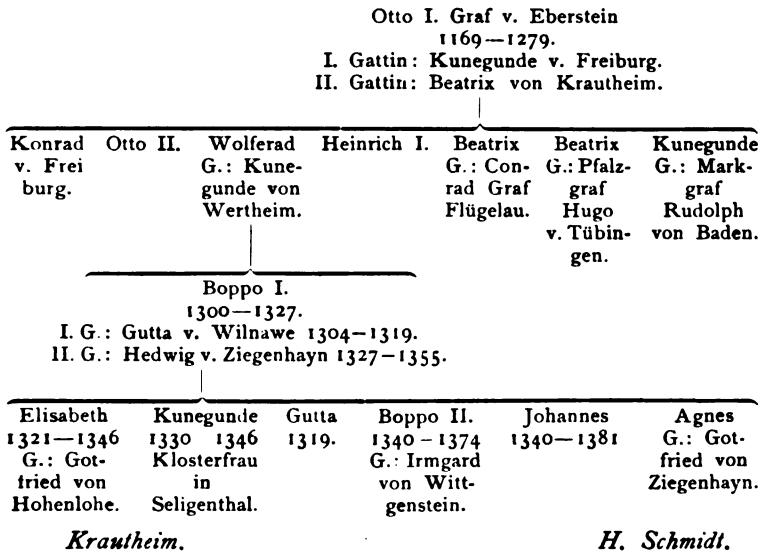 Otto I. Graf v. Eberstein
1169—1279.
I. Gattin: Kunegunde v. Freiburg.
II. Gattin: Beatrix von Krautheim.
Konrad
v. Frei
burg.
Otto II.
Wolferad
G.: Kune-
gunde von
Wertheim.
Heinrich I.
Beatrix
G.: Con-
rad Graf
Flügelau.
Beatrix
G.: Pfalz-
graf
Hugo
v. Tübin-
gen.
Kunegunde
G.: Mark-
graf
Rudolph
von Baden.
Boppo I.
1300—1327.
I. G.: Gutta v. Wilnawe 1304—1319.
II. G.: Hedwig v. Ziegenhayn 1327—1355.
Elisabeth
1321—1346
G.: Got-
fried von
Hohenlohe.
Kunegunde
1330 1346
Klosterfrau
in
Seligenthal.
Gutta
1319.
Boppo II.
1340–1374
G.: Irmgard
von Witt-
genstein.
Johannes
1340—1381
Agnes
G.: Got-
fried von
Ziegenhayn.
Krautheim.
H. Schmidt.